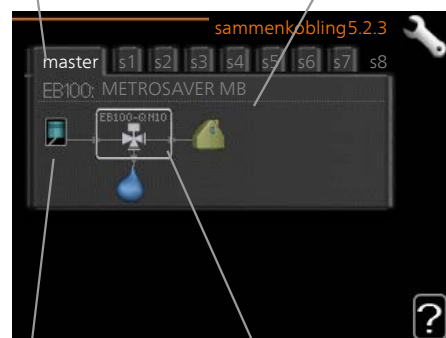 sammenkobling5.2.3
master s1 s2 s3 s4 s5 s6 s7 s8
EB100: METROSAVER MB
EB100-QN10
?